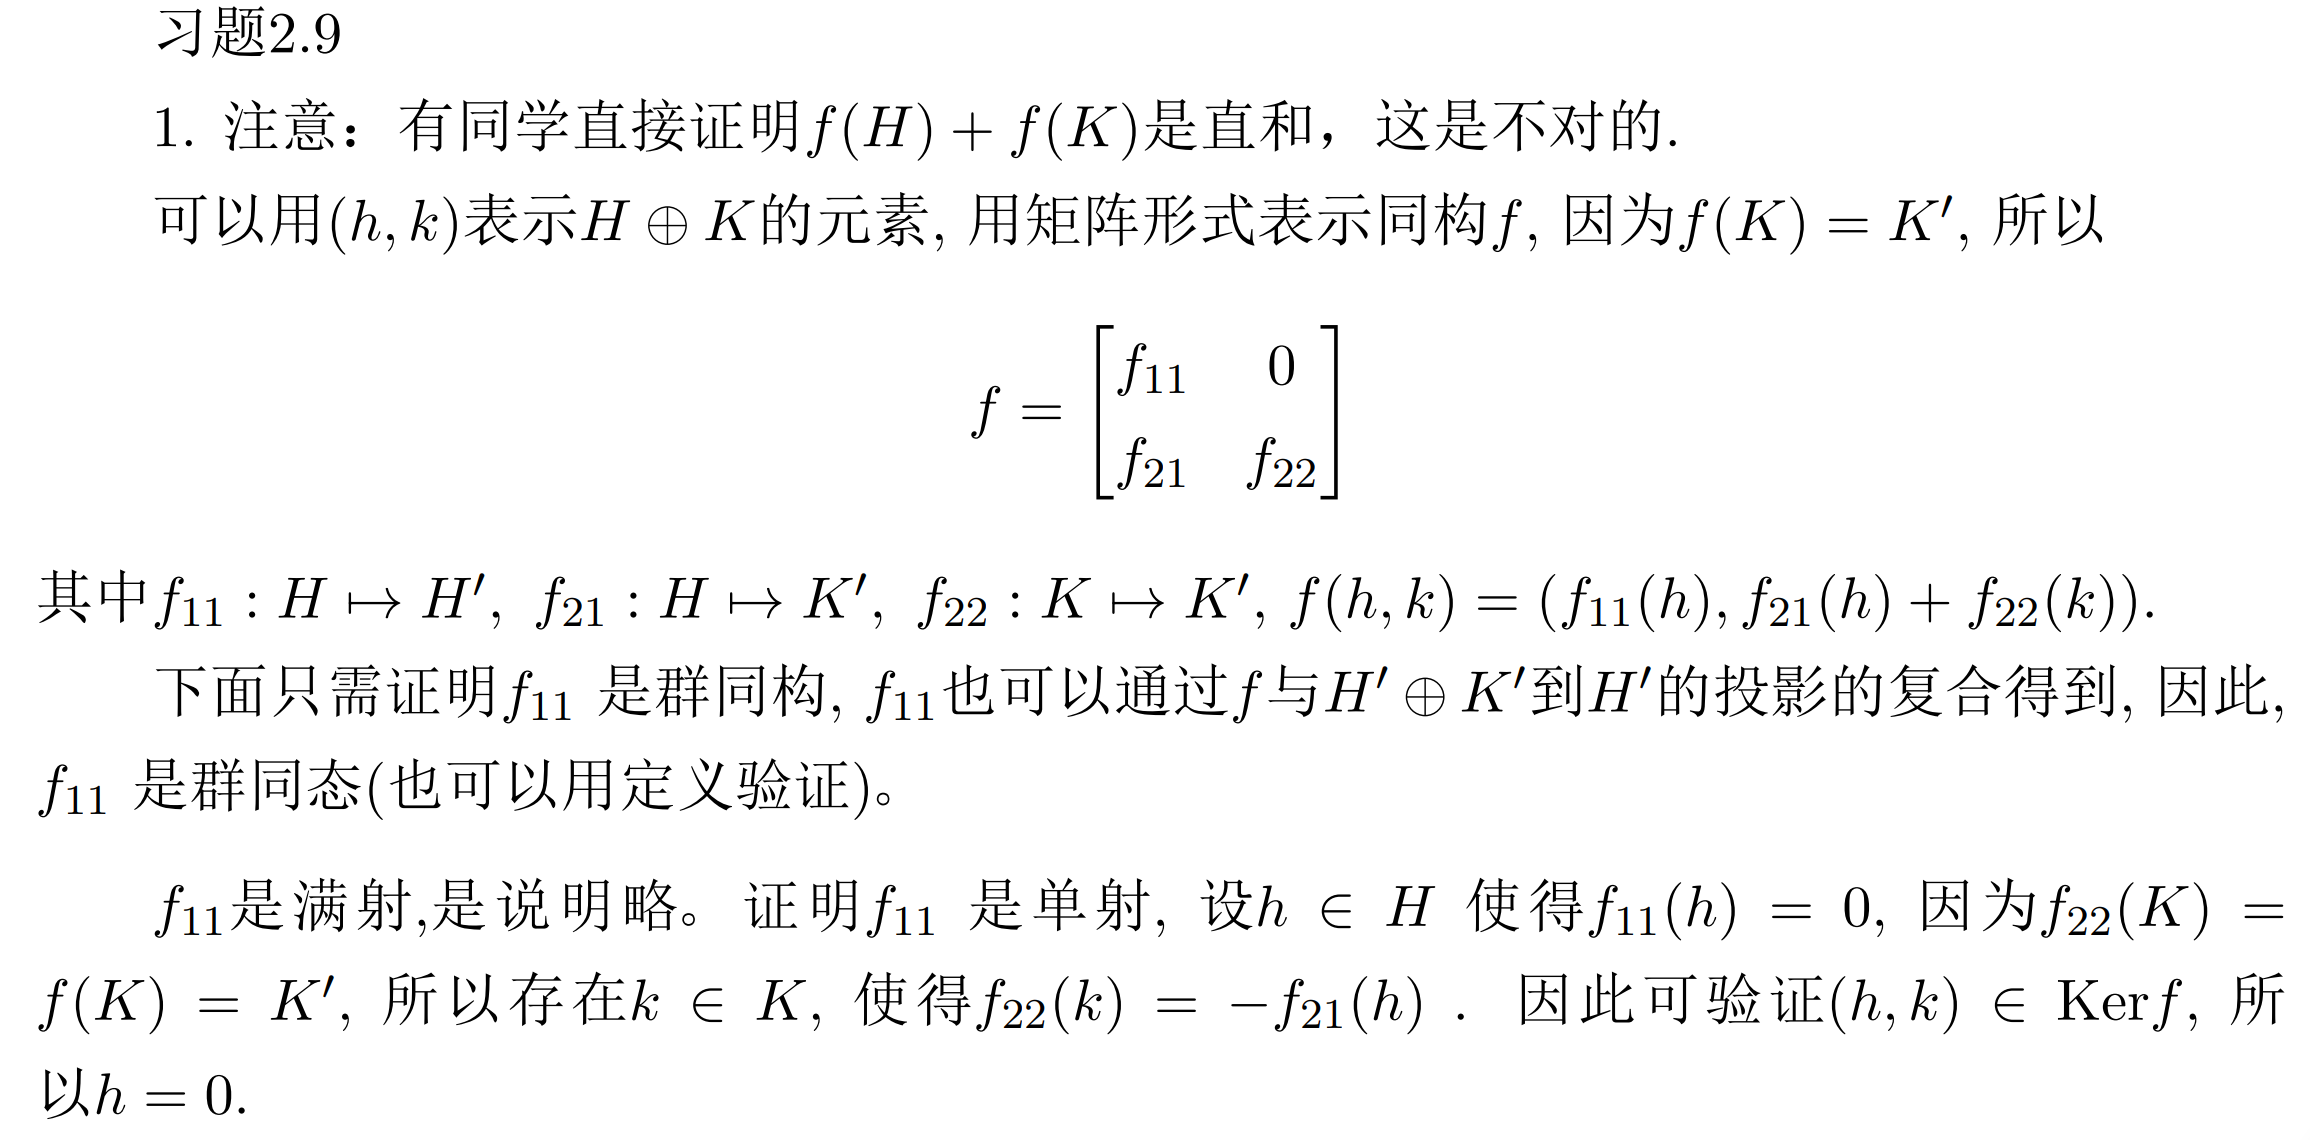 习题2.9
1. 注意：有同学直接证明f(H) + f(K)是直和，这是不对的.
可以用(h, k)表示H ⊕ K的元素, 用矩阵形式表示同构f, 因为f(K) = K′, 所以
f = [f₁₁ 0
f₂₁ f₂₂]
其中f₁₁ : H ↦ H′, f₂₁ : H ↦ K′, f₂₂ : K ↦ K′, f(h, k) = (f₁₁(h), f₂₁(h) + f₂₂(k)).
下面只需证明f₁₁ 是群同构, f₁₁也可以通过f与H′ ⊕ K′到H′的投影的复合得到, 因此,
f₁₁ 是群同态(也可以用定义验证)。
f₁₁是满射,是说明略。 证明f₁₁ 是单射, 设h ∈ H 使得f₁₁(h) = 0, 因为f₂₂(K) =
f(K) = K′, 所以存在k ∈ K, 使得f₂₂(k) = −f₂₁(h) . 因此可验证(h, k) ∈ Kerf, 所
以h = 0.